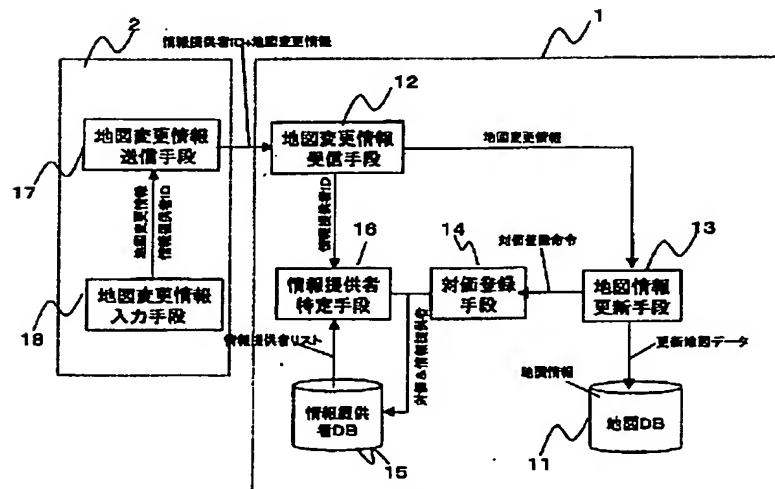 2
情報提供者ID+地図変更情報
1
12
地図変更情報
送信手段
17
地図変更情報
受信手段
地図変更情報
地図変更情報
情報提供者ID
情報提供者ID
16
14
対価登録命令
13
地図変更情報
入力手段
18
情報提供者
特定手段
対価登録
手段
地図情報
更新手段
情報提供者リスト
対価&情報提供者
更新地図データ
地図情報
情報提供
者DB
15
地図DB
11